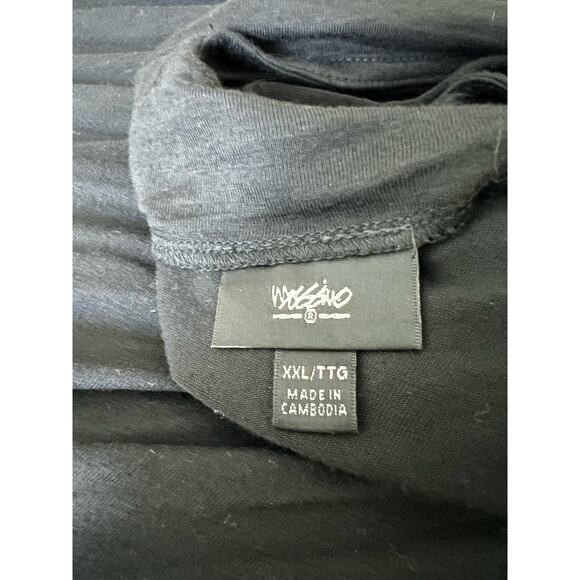 mossimo
®
XXL/TTG
MADE IN
CAMBODIA